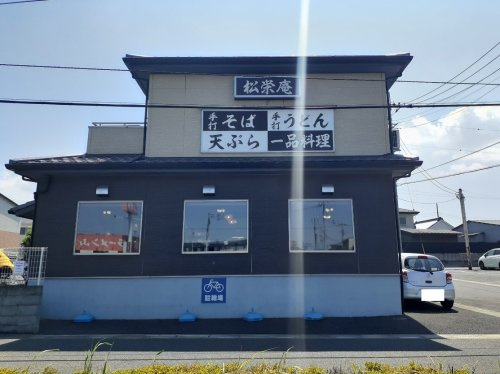 松栄庵
手打そば 手打うどん
天ぷら 一品料理
駐輪場